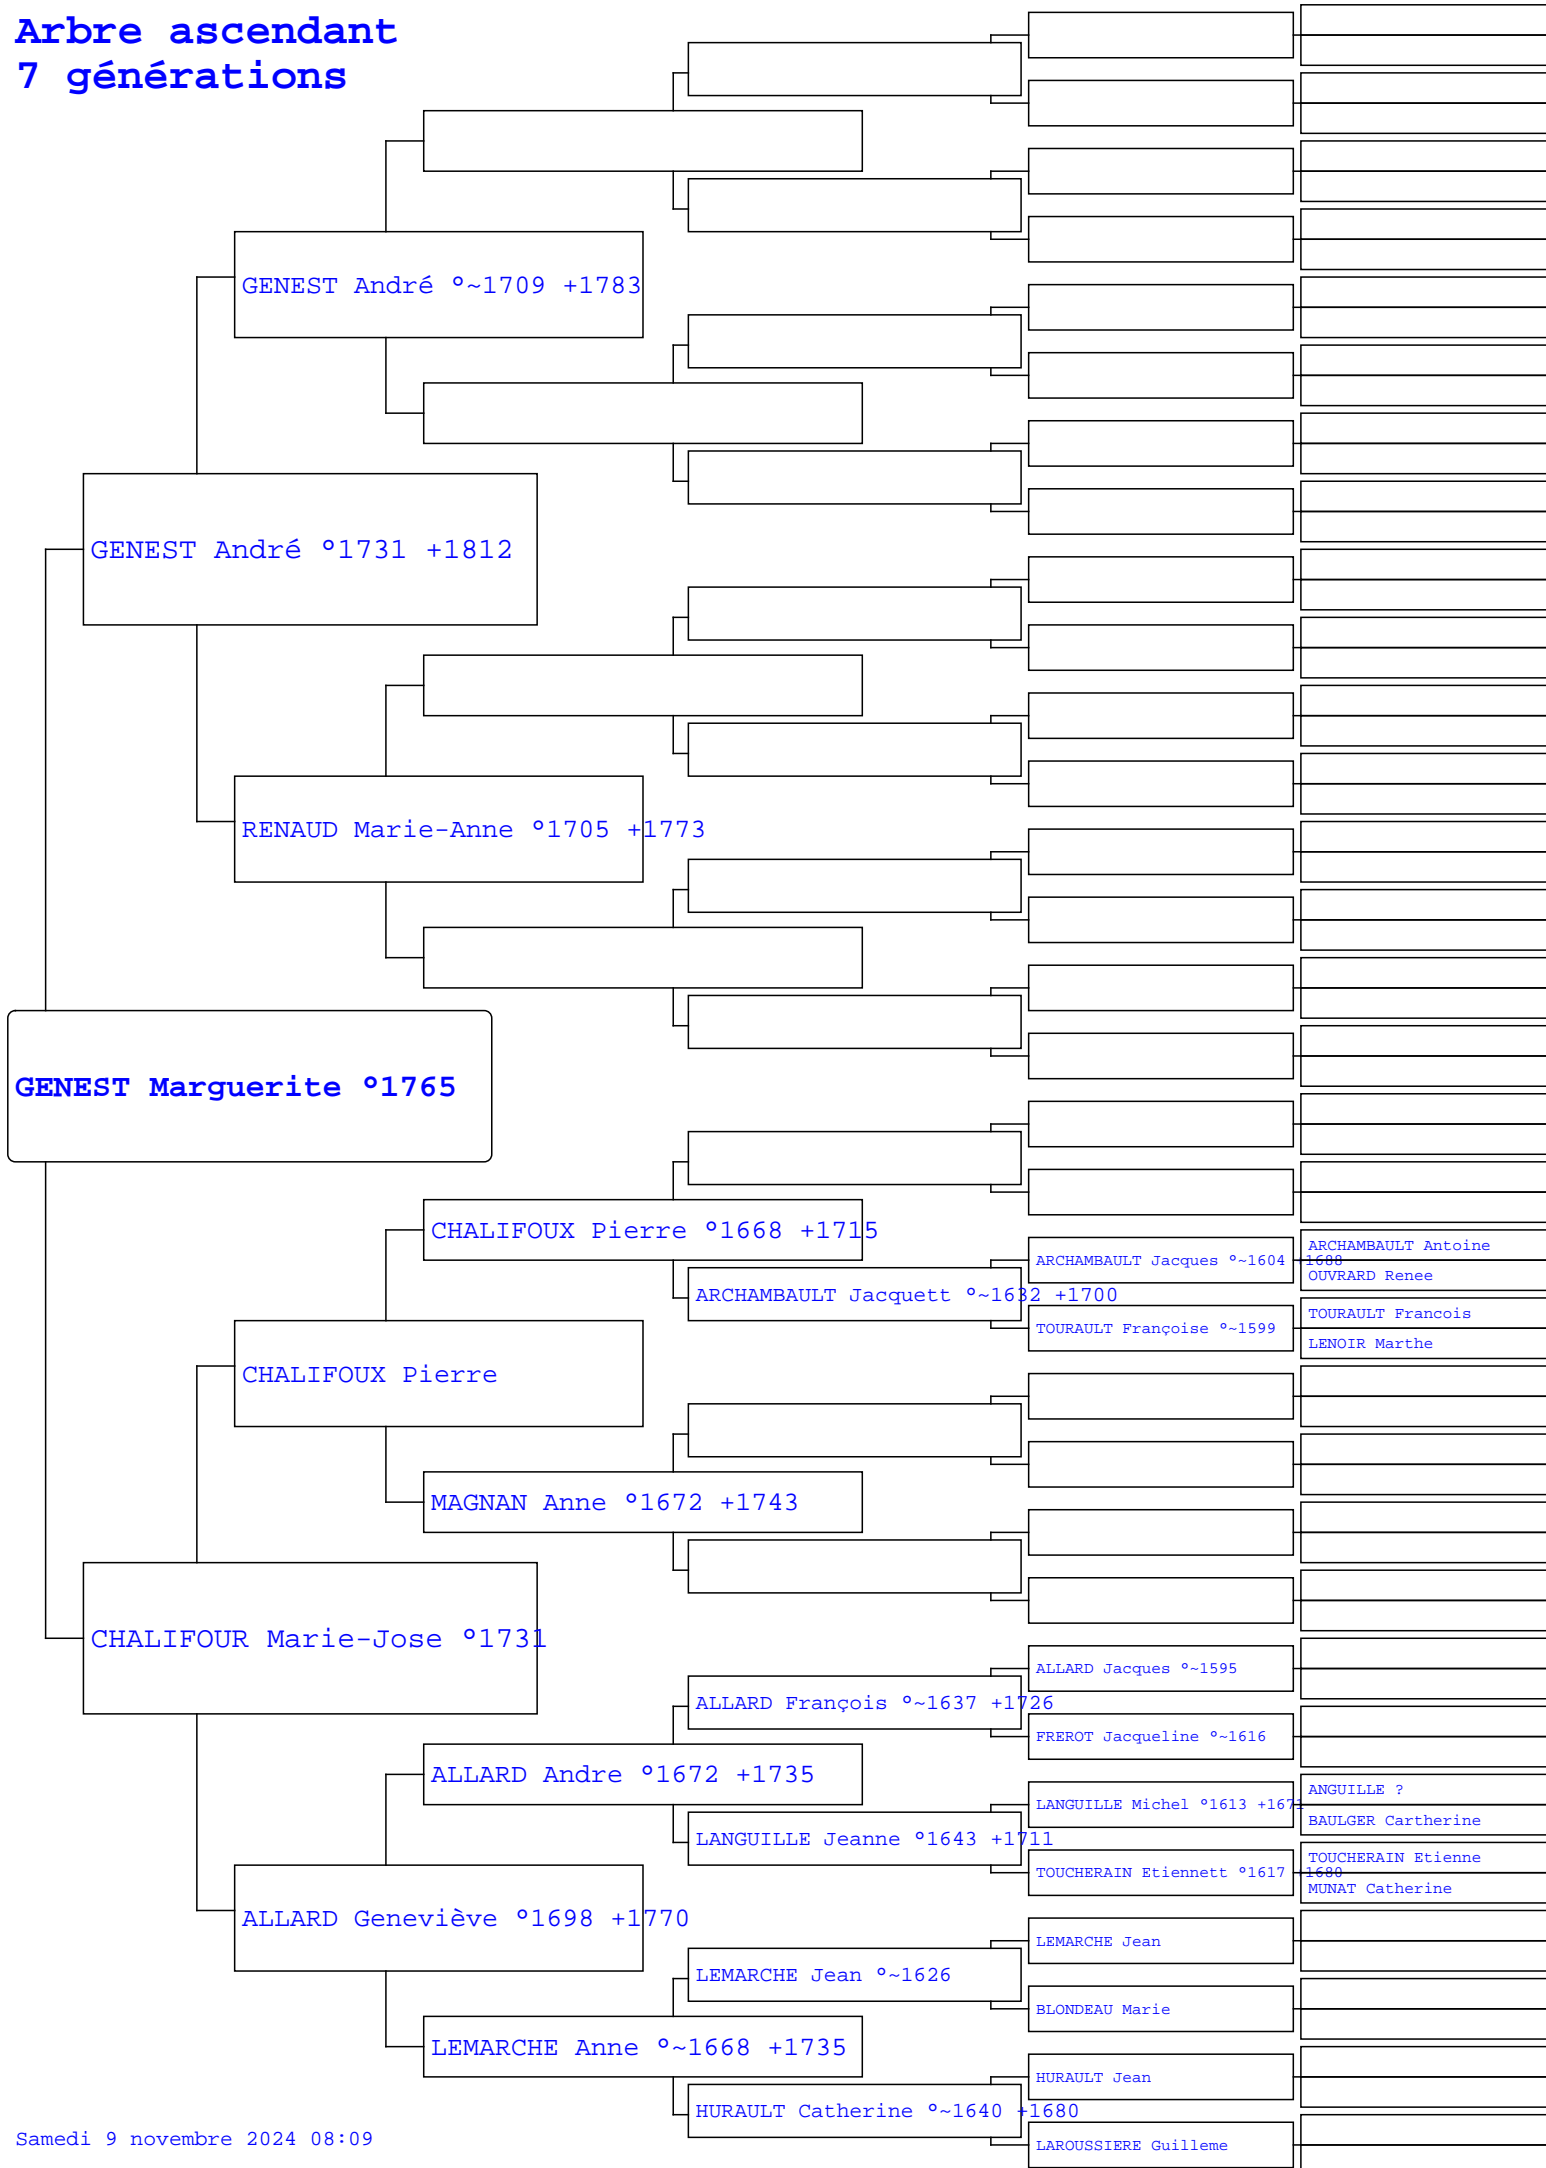 Arbre ascendant
7 générations
GENEST André °~1709 +1783
GENEST André °1731 +1812
RENAUD Marie-Anne °1705 +1773
GENEST Marguerite °1765
CHALIFOUX Pierre °1668 +1715
ARCHAMBAULT Antoine
ARCHAMBAULT Jacques °~1604 +1688
OUVRARD Renee
ARCHAMBAULT Jacquett °~1632 +1700
TOURAULT Francois
TOURAULT Françoise °~1599
LENOIR Marthe
CHALIFOUX Pierre
MAGNAN Anne °1672 +1743
CHALIFOUR Marie-Jose °1731
ALLARD Jacques °~1595
ALLARD François °~1637 +1726
FREROT Jacqueline °~1616
ALLARD Andre °1672 +1735
ANGUILLE ?
LANGUILLE Michel °1613 +1671
BAULGER Cartherine
LANGUILLE Jeanne °1643 +1711
TOUCHERAIN Etienne
TOUCHERAIN Etiennett °1617 +1680
MUNAT Catherine
ALLARD Geneviève °1698 +1770
LEMARCHE Jean
LEMARCHE Jean °~1626
BLONDEAU Marie
LEMARCHE Anne °~1668 +1735
HURAULT Jean
HURAULT Catherine °~1640 +1680
LAROUSSIERE Guilleme
Samedi 9 novembre 2024 08:09